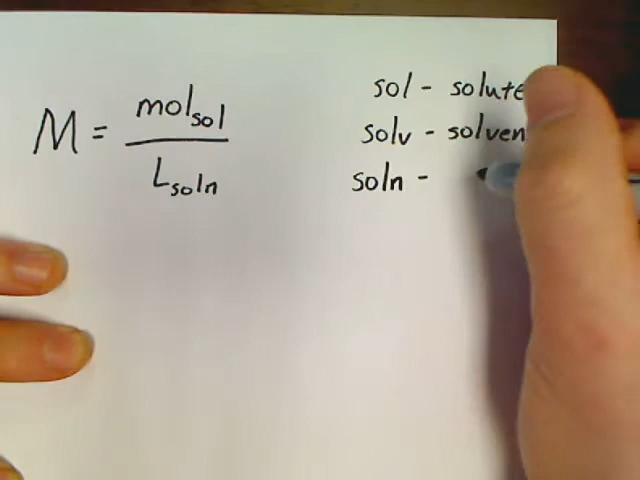 M = mol sol / L soln
sol - solute
solv - solven
soln -